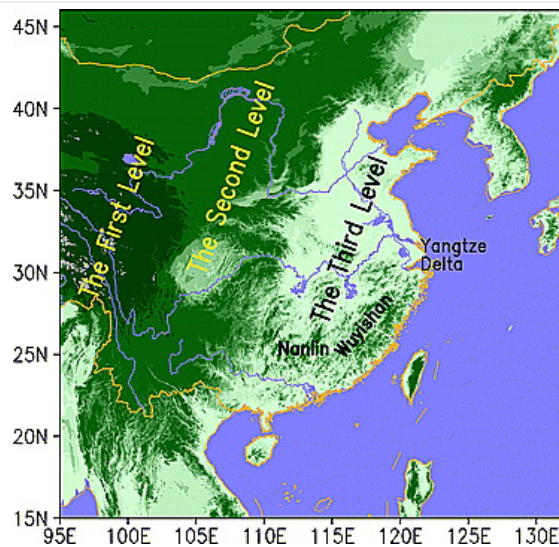 45N
40N
35N
30N
25N
20N
15N
The First Level
The Second Level
The Third Level
Yangtze
Delta
Nanlin
Wuyishan
95E 100E 105E 110E 115E 120E 125E 130E